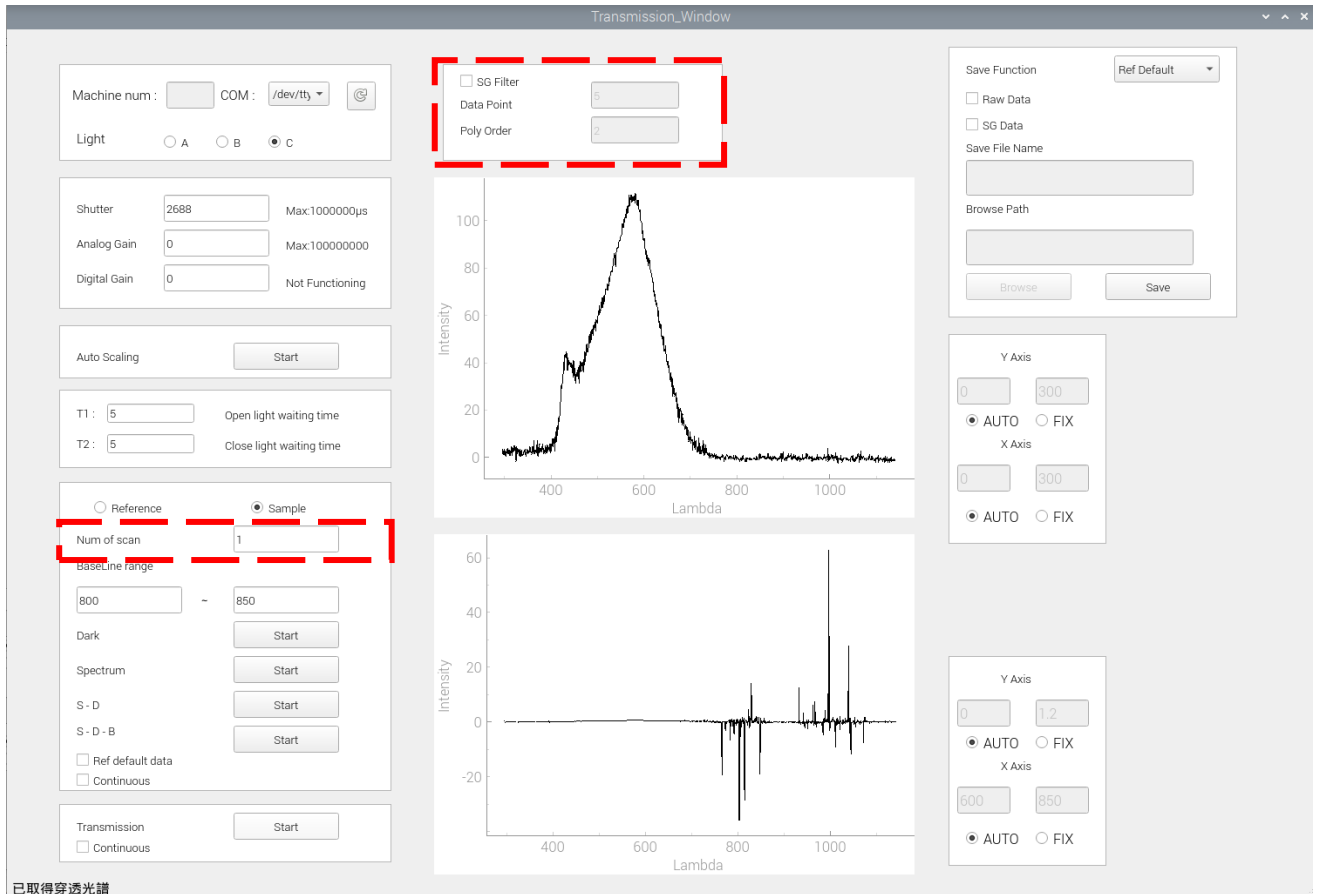 Transmission_Window
Machine num :
COM :
/dev/tty
Light
A
B
C
Shutter
2688
Max:1000000µs
Analog Gain
0
Max:100000000
Digital Gain
0
Not Functioning
Auto Scaling
Start
T1 :
5
Open light waiting time
T2 :
5
Close light waiting time
Reference
Sample
Num of scan
1
BaseLine range
800
~
850
Dark
Start
Spectrum
Start
S - D
Start
S - D - B
Start
Ref default data
Continuous
Transmission
Start
Continuous
已取得穿透光譜
SG Filter
Data Point
5
Poly Order
2
100
80
60
40
20
0
Intensity
400
600
800
1000
Lambda
60
40
20
0
-20
Intensity
400
600
800
1000
Lambda
Save Function
Ref Default
Raw Data
SG Data
Save File Name
Browse Path
Browse
Save
Y Axis
0
300
AUTO
FIX
X Axis
0
300
AUTO
FIX
Y Axis
0
1.2
AUTO
FIX
X Axis
600
850
AUTO
FIX